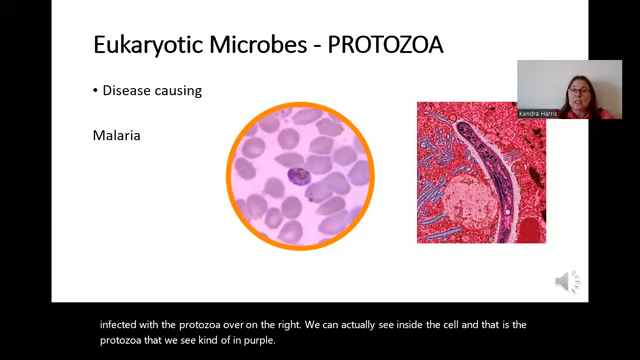 Eukaryotic Microbes - PROTOZOA
• Disease causing
Malaria
Kendra Harris
infected with the protozoa over on the right. We can actually see inside the cell and that is the
protozoa that we see kind of in purple.